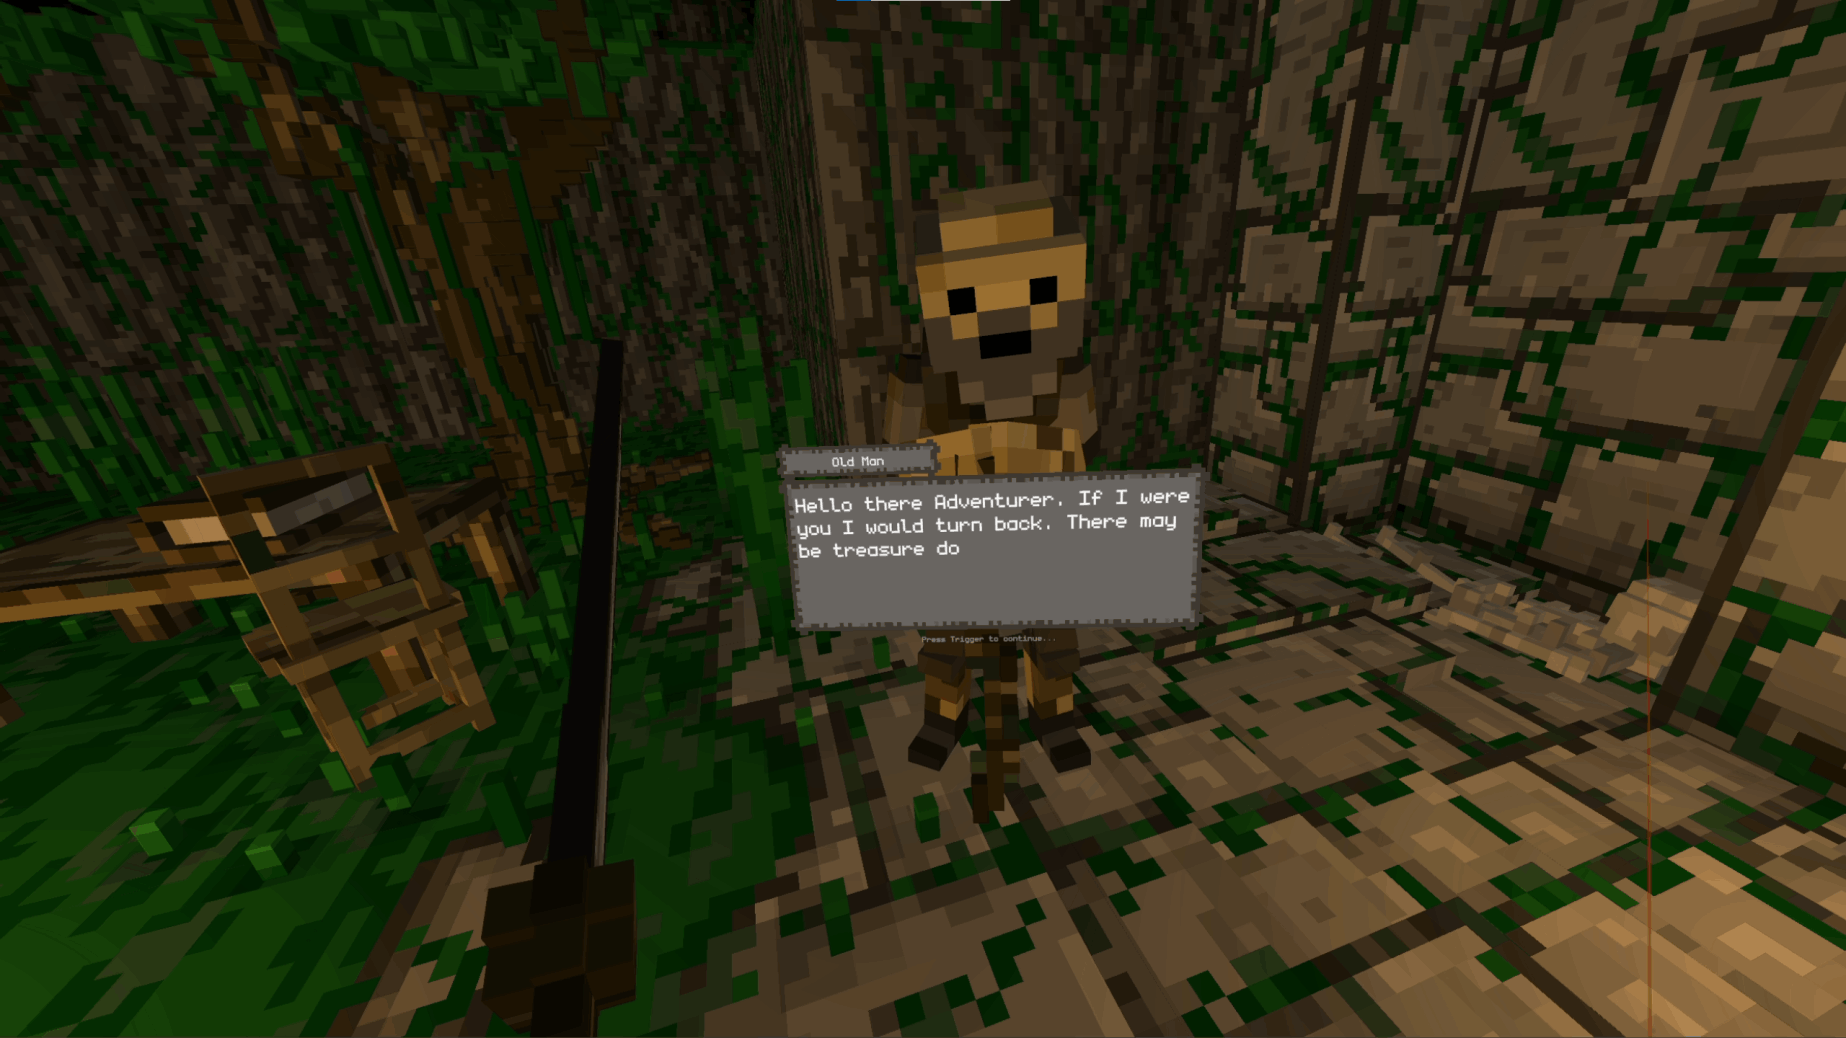 Old Man
Hello there Adventurer. If I were
you I would turn back. There may
be treasure do
Press Trigger to continue...